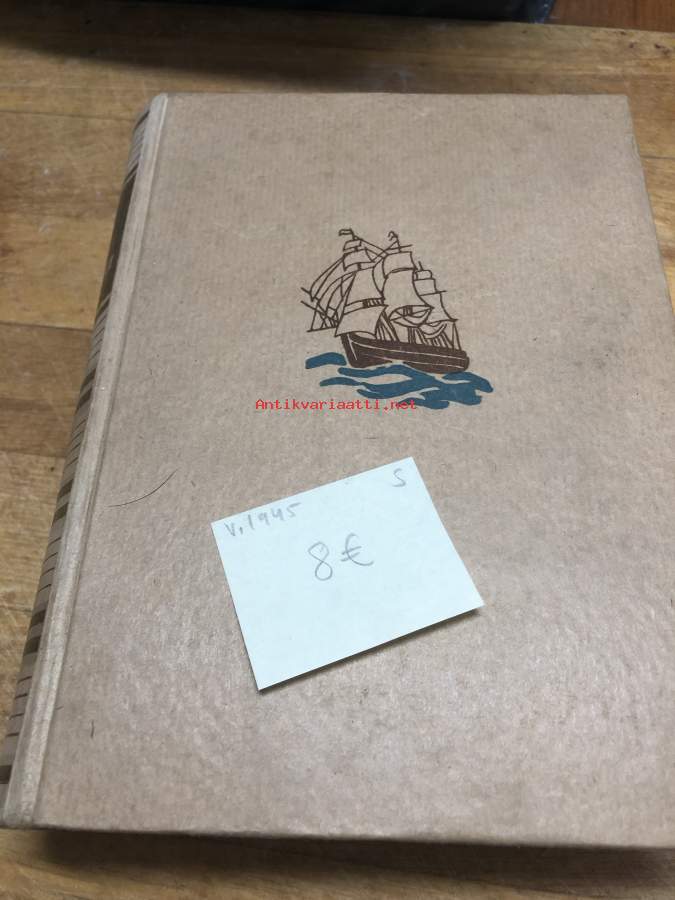 Antikvariaatti.net
V. 1945 S
8€